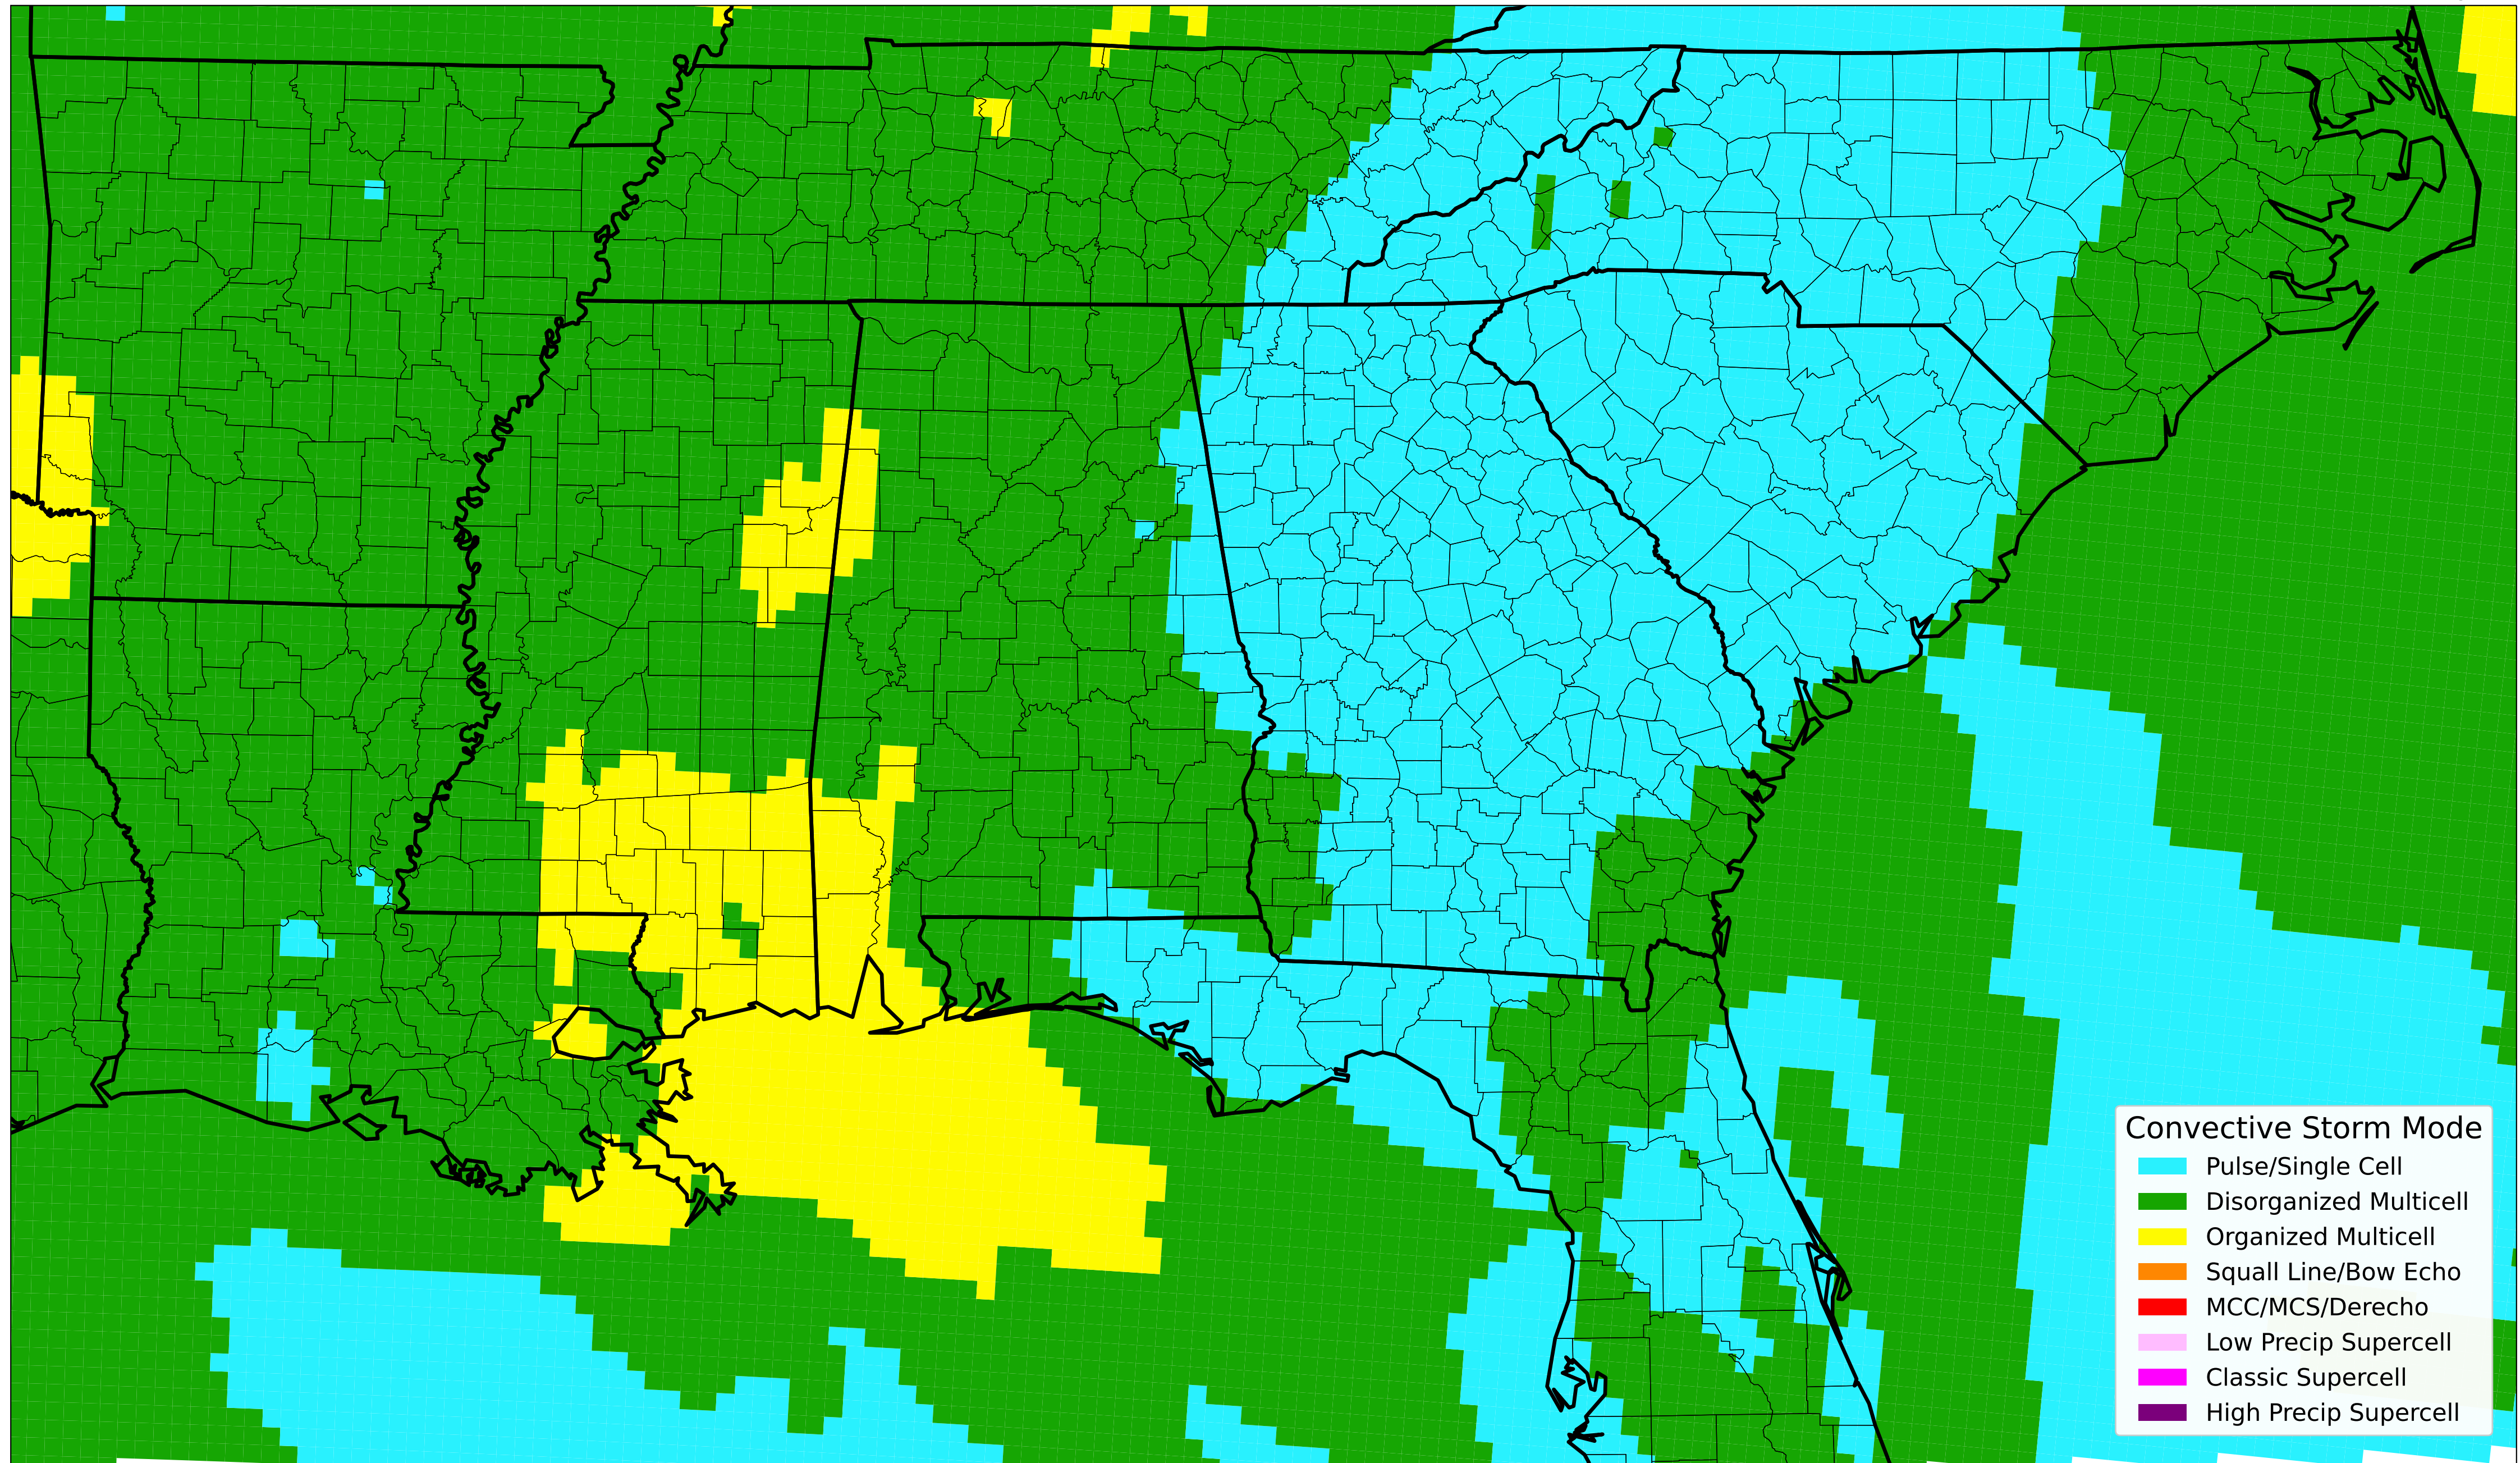 Convective Storm Mode
Pulse/Single Cell
Disorganized Multicell
Organized Multicell
Squall Line/Bow Echo
MCC/MCS/Derecho
Low Precip Supercell
Classic Supercell
High Precip Supercell